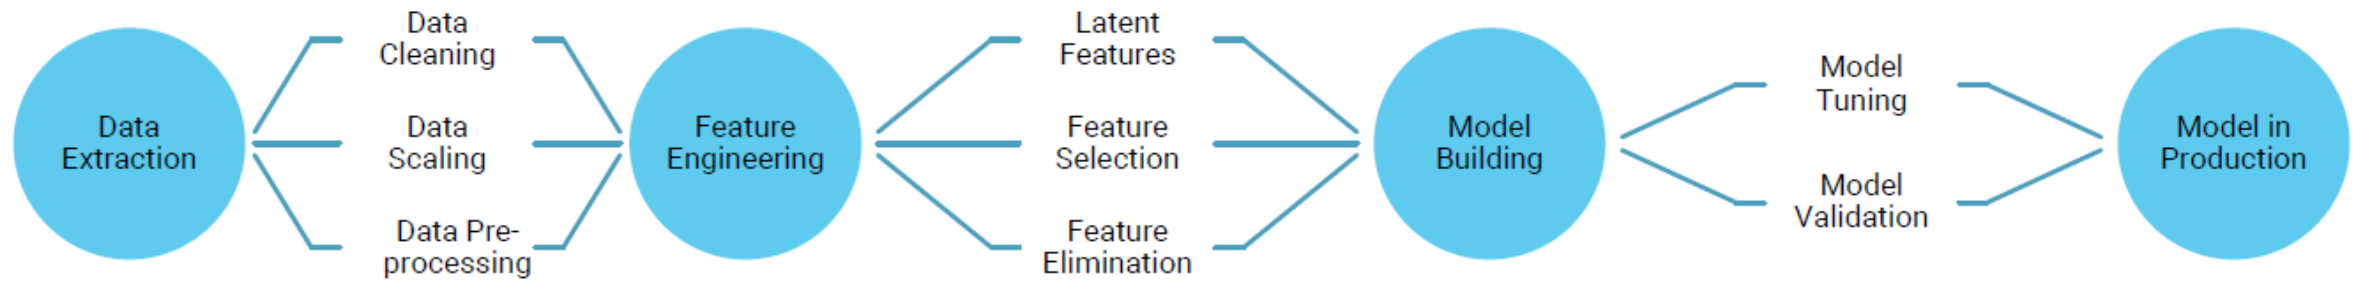 Data
Extraction
Data
Cleaning
Data
Scaling
Data Pre-
processing
Feature
Engineering
Latent
Features
Feature
Selection
Feature
Elimination
Model
Building
Model
Tuning
Model
Validation
Model in
Production